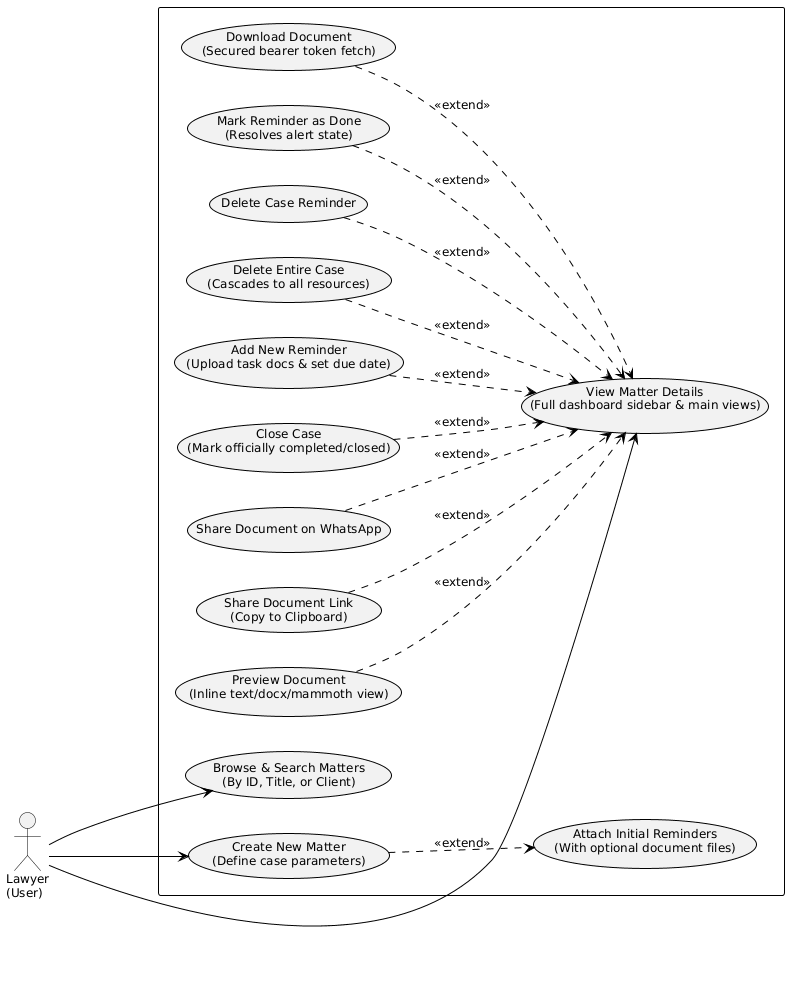 Download Document
(Secured bearer token fetch)
«extend»
Mark Reminder as Done
(Resolves alert state)
«extend»
Delete Case Reminder
«extend»
Delete Entire Case
(Cascades to all resources)
«extend»
Add New Reminder
(Upload task docs & set due date)
«extend»
View Matter Details
(Full dashboard sidebar & main views)
Close Case
(Mark officially completed/closed)
«extend»
«extend»
Share Document on WhatsApp
«extend»
Share Document Link
(Copy to Clipboard)
«extend»
Preview Document
(Inline text/docx/mammoth view)
Browse & Search Matters
(By ID, Title, or Client)
Create New Matter
(Define case parameters)
«extend»
Attach Initial Reminders
(With optional document files)
Lawyer
(User)